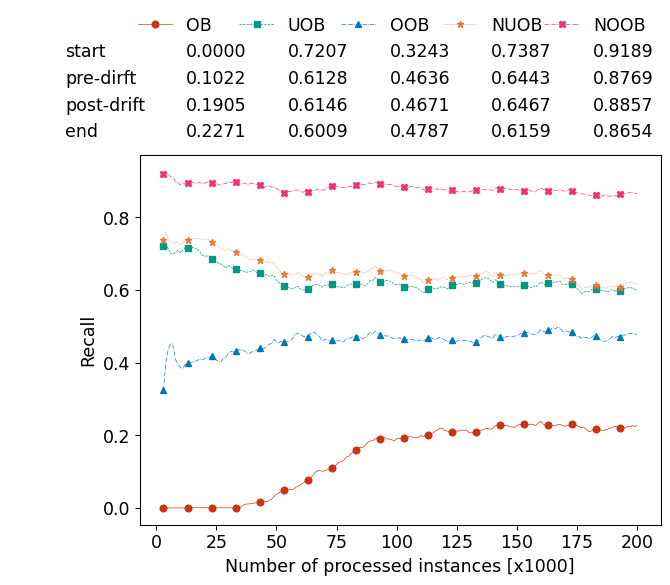 OB UOB OOB NUOB NOOB
start 0.0000 0.7207 0.3243 0.7387 0.9189
pre-dirft 0.1022 0.6128 0.4636 0.6443 0.8769
post-drift 0.1905 0.6146 0.4671 0.6467 0.8857
end 0.2271 0.6009 0.4787 0.6159 0.8654
0.8
0.6
0.4
0.2
0.0
Recall
0 25 50 75 100 125 150 175 200
Number of processed instances [x1000]